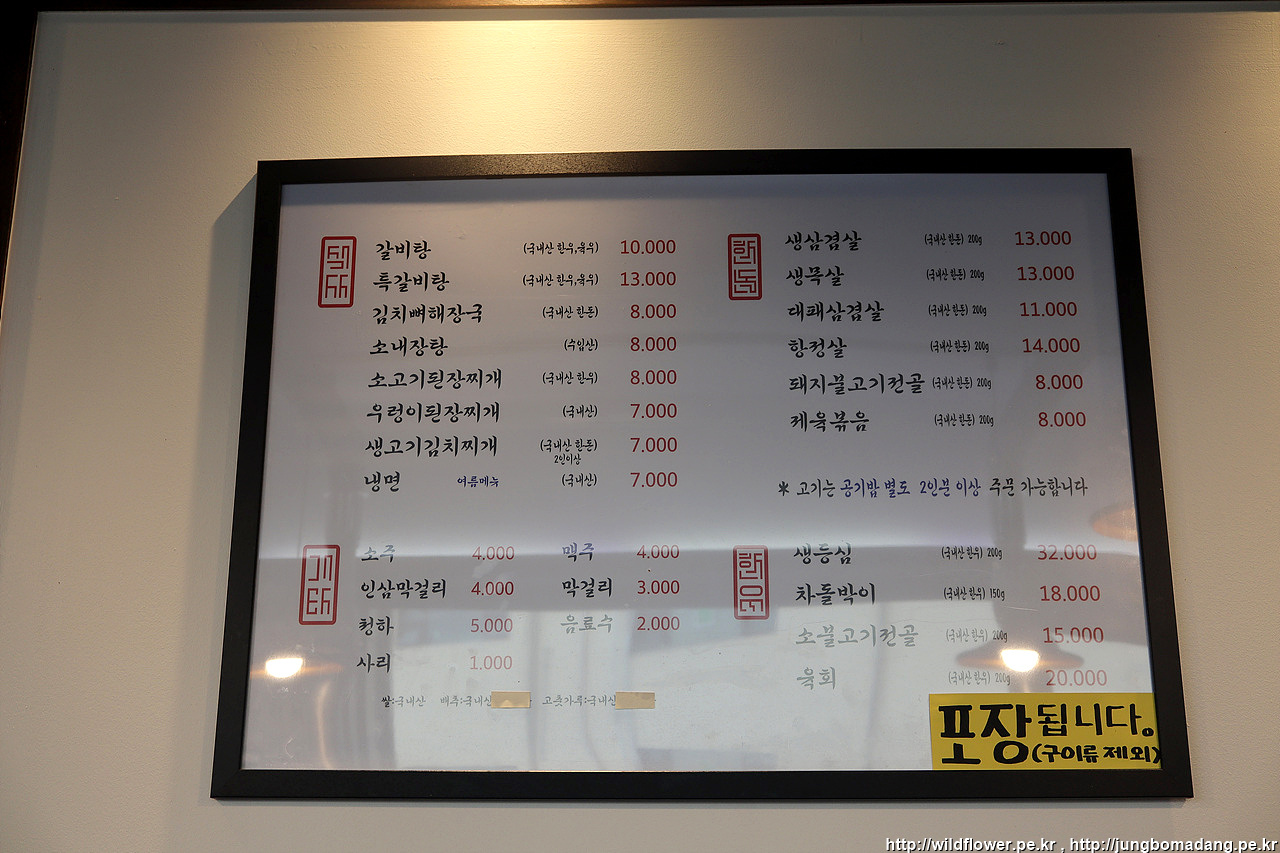 식사
갈비탕 (국내산 한우,육우) 10.000
특갈비탕 (국내산 한우,육우) 13.000
김치뼈해장국 (국내산 한돈) 8.000
소내장탕 (수입산) 8.000
소고기된장찌개 (국내산 한우) 8.000
우렁이된장찌개 (국내산) 7.000
생고기김치찌개 (국내산 한돈) 7.000
2인이상
냉면 여름메뉴 (국내산) 7.000
한돈
생삼겹살 (국내산 한돈) 200g 13.000
생목살 (국내산 한돈) 200g 13.000
대패삼겹살 (국내산 한돈) 200g 11.000
항정살 (국내산 한돈) 200g 14.000
돼지불고기전골 (국내산 한돈) 200g 8.000
제육볶음 (국내산 한돈) 200g 8.000
* 고기는 공기밥 별도 2인분 이상 주문 가능합니다
기타
소주 4.000 맥주 4.000
인삼막걸리 4.000 막걸리 3.000
청하 5.000 음료수 2.000
사리 1.000
쌀:국내산 배추:국내산 고춧가루:국내산
한우
생등심 (국내산 한우) 200g 32.000
차돌박이 (국내산 한우) 150g 18.000
소불고기전골 (국내산 한우) 200g 15.000
육회 (국내산 한우) 200g 20.000
포장됩니다.
(구이류 제외)
http://wildflower.pe.kr , http://jungbomadang.pe.kr